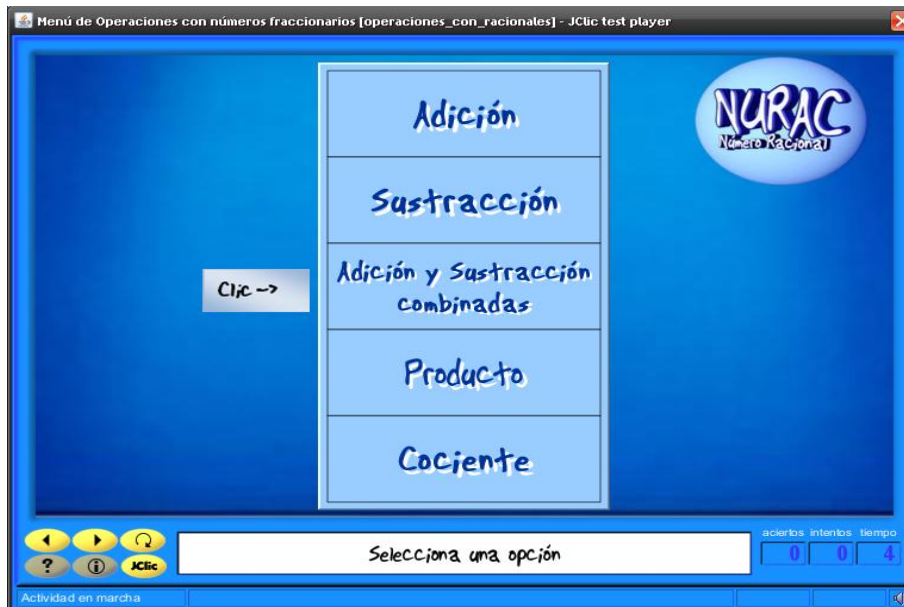 Menú de Operaciones con números fraccionarios [operaciones_con_racionales] - JClic test player
Adición
Sustracción
Adición y Sustracción
combinadas
Producto
Cociente
Clic ->
NURAC
Número Racional
JClic
Selecciona una opción
aciertos intentos tiempo
0 0 4
Actividad en marcha